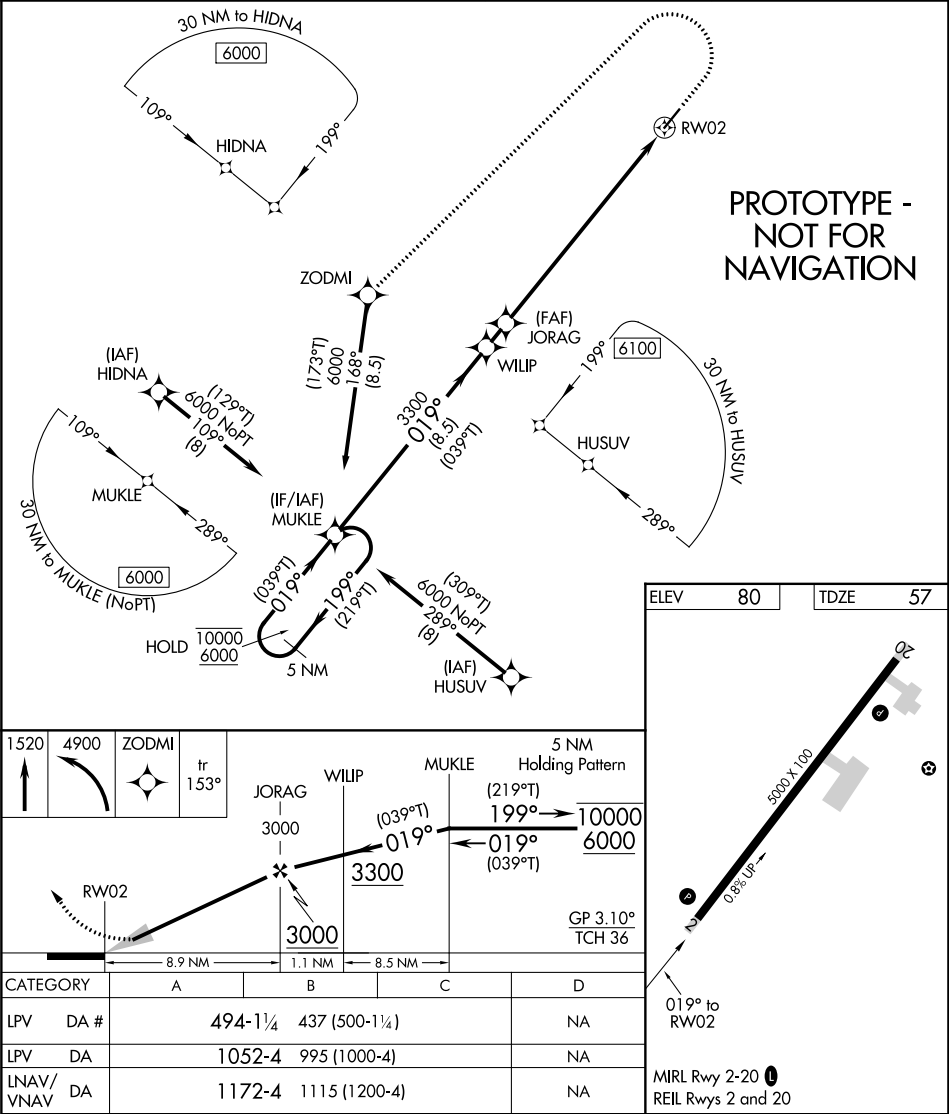 30 NM to HIDNA
6000
109°
199°
HIDNA
RW02
PROTOTYPE -
NOT FOR
NAVIGATION
ZODMI
(FAF)
JORAG
WILIP
(173°T)
6000
168°
(8.5)
6100
199°
30 NM to HUSUV
HUSUV
289°
(IAF)
HIDNA
(129°T)
6000 NoPT
109°
(8)
3300
019°
(8.5)
(039°T)
109°
MUKLE
289°
30 NM to MUKLE (NoPT)
6000
(IF/IAF)
MUKLE
(039°T)
019°
199°
(219°T)
HOLD
10000
6000
5 NM
(309°T)
6000 NoPT
289°
(8)
(IAF)
HUSUV
ELEV 80
TDZE 57
20
5000 X 100
0.8% UP
2
P
P
019° to
RW02
MIRL Rwy 2-20 L
REIL Rwys 2 and 20
1520
4900
ZODMI
tr
153°
JORAG
3000
WILIP
MUKLE
5 NM
Holding Pattern
(219°T)
199°
10000
6000
019°
(039°T)
(039°T)
019°
3300
3000
RW02
GP 3.10°
TCH 36
8.9 NM
1.1 NM
8.5 NM
CATEGORY A B C D
LPV DA # 494-1¼ 437 (500-1¼) NA
LPV DA 1052-4 995 (1000-4) NA
LNAV/
VNAV DA 1172-4 1115 (1200-4) NA